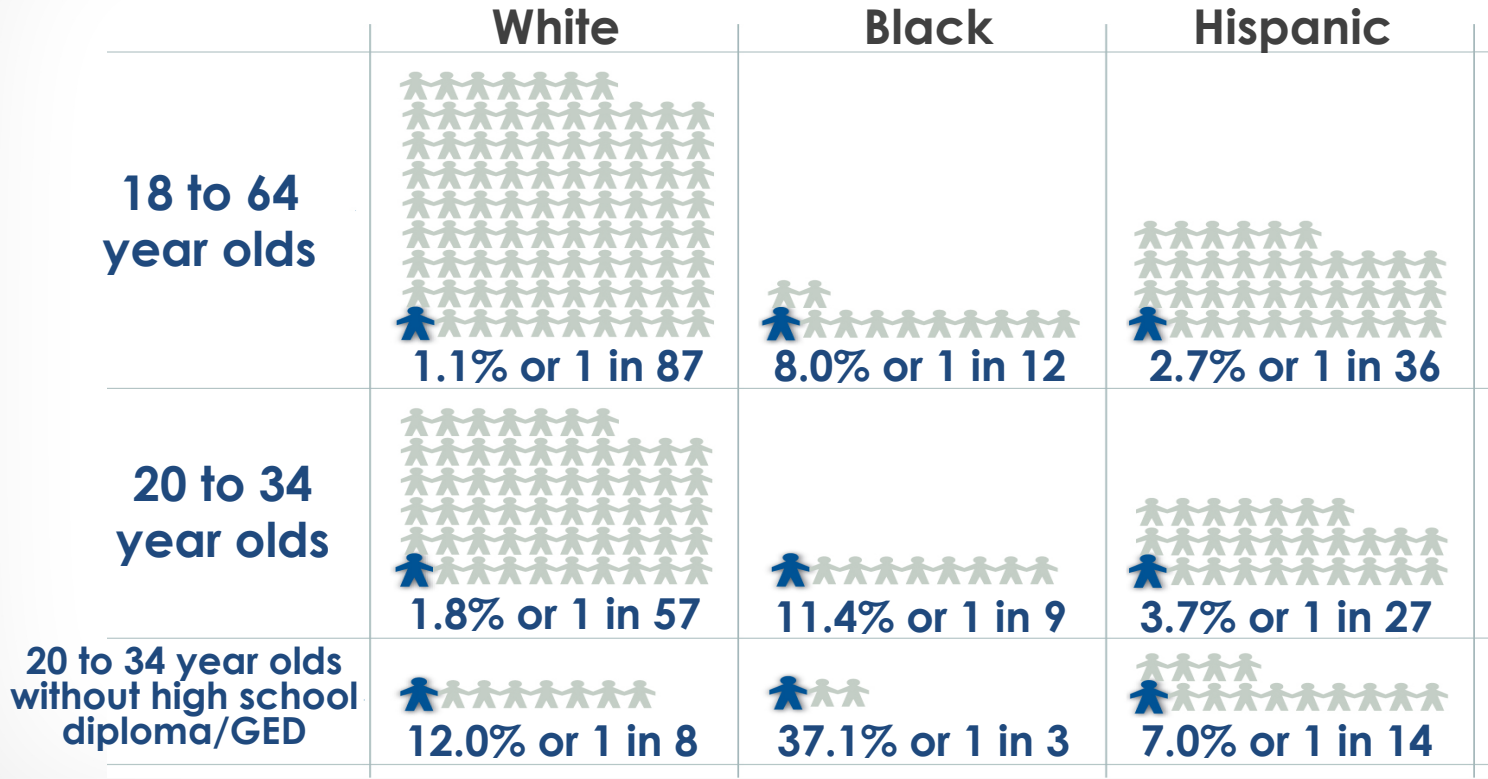 White Black Hispanic
18 to 64
year olds
1.1% or 1 in 87
8.0% or 1 in 12
2.7% or 1 in 36
20 to 34
year olds
1.8% or 1 in 57
11.4% or 1 in 9
3.7% or 1 in 27
20 to 34 year olds
without high school
diploma/GED
12.0% or 1 in 8
37.1% or 1 in 3
7.0% or 1 in 14